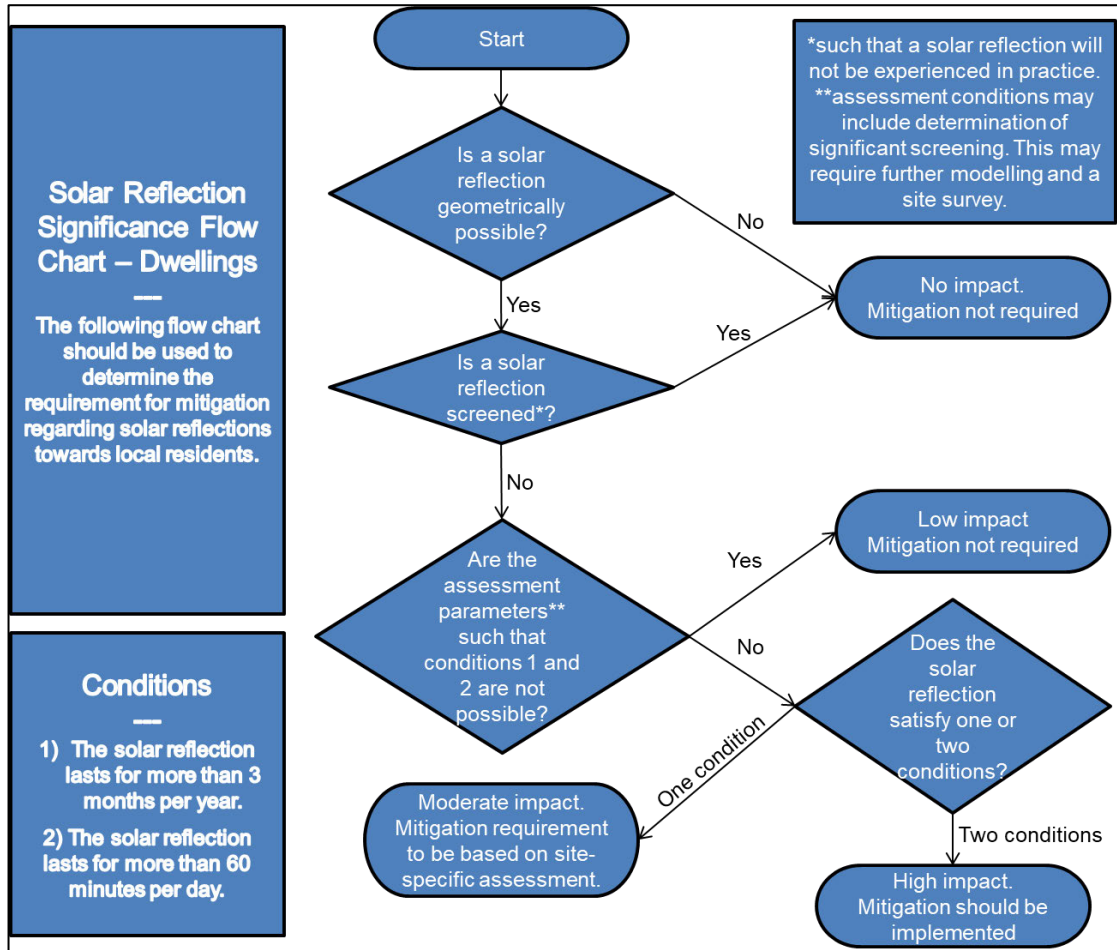 Solar Reflection
Significance Flow
Chart – Dwellings
---
The following flow chart
should be used to
determine the
requirement for mitigation
regarding solar reflections
towards local residents.
Conditions
---
1) The solar reflection
lasts for more than 3
months per year.
2) The solar reflection
lasts for more than 60
minutes per day.
Start
*such that a solar reflection will
not be experienced in practice.
**assessment conditions may
include determination of
significant screening. This may
require further modelling and a
site survey.
Is a solar
reflection
geometrically
possible?
No
No impact.
Mitigation not required
Yes
Yes
Is a solar
reflection
screened*?
No
Low impact
Mitigation not required
Are the
assessment
parameters**
such that
conditions 1 and
2 are not
possible?
Yes
No
Does the
solar
reflection
satisfy one or
two
conditions?
One condition
Moderate impact.
Mitigation requirement
to be based on site-
specific assessment.
Two conditions
High impact.
Mitigation should be
implemented